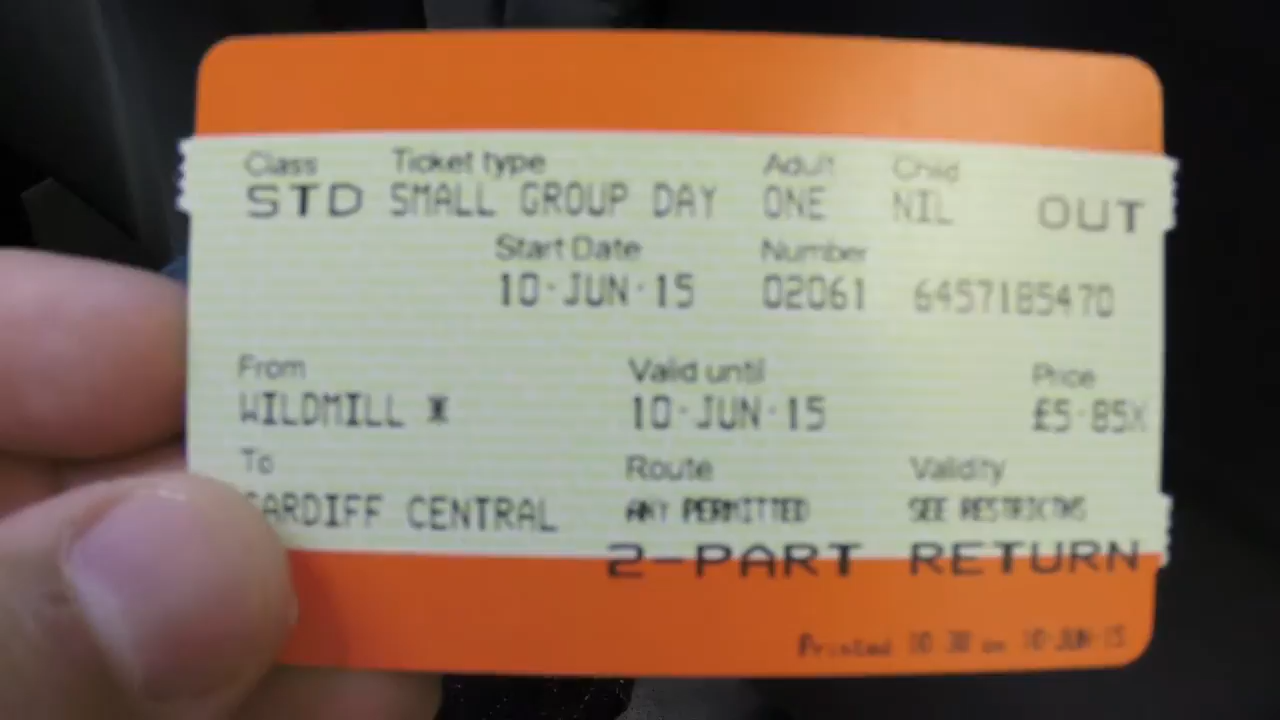 Class Ticket type Adult Child
STD SMALL GROUP DAY ONE NIL OUT
Start Date Number
10·JUN·15 02061 6457185470
From Valid until Price
WILDMILL * 10·JUN·15 £5·85X
To Route Validity
CARDIFF CENTRAL ANY PERMITTED SEE RESTRICTNS
2-PART RETURN
Printed 10 30 on 10·JUN·15